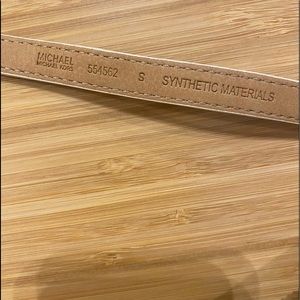 MICHAEL
MICHAEL KORS
554562 S SYNTHETIC MATERIALS